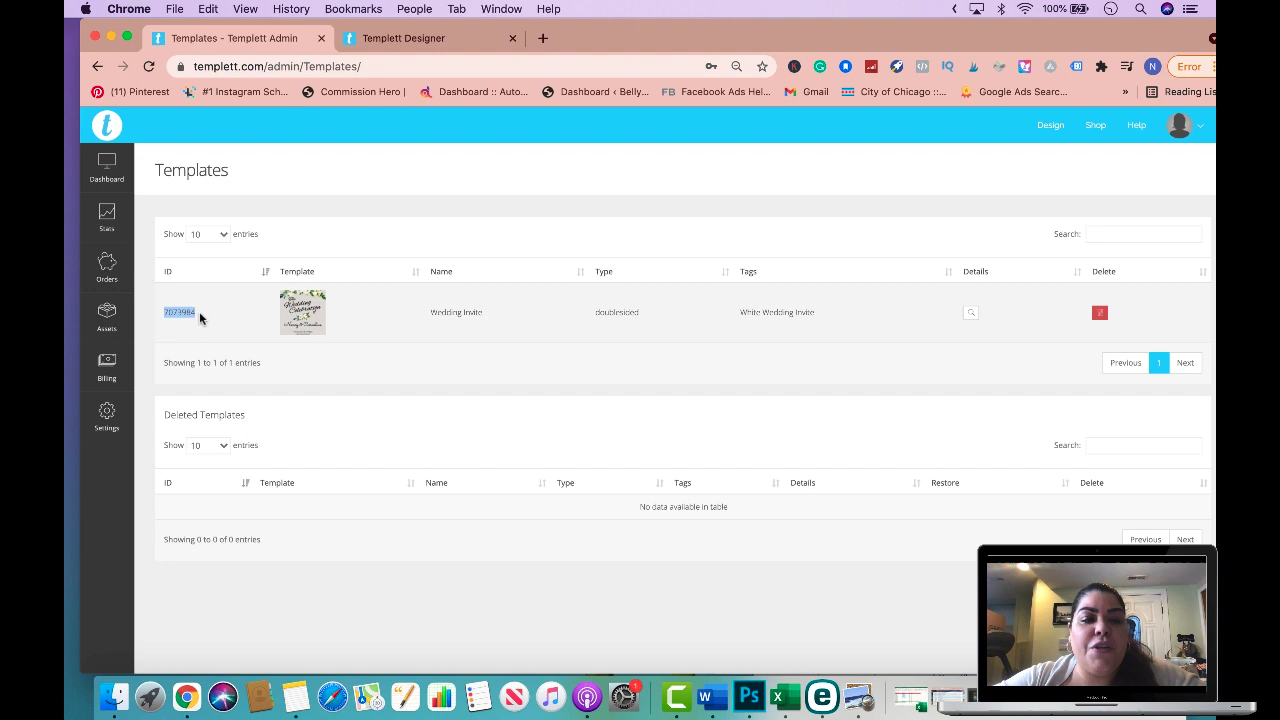 Chrome File Edit View History Bookmarks People Tab Window Help 100%
Templates - Templett Admin Templett Designer
templett.com/admin/Templates/ Error
(11) Pinterest #1 Instagram Sch... Commission Hero | Dashboard :: Auto... Dashboard ‹ Belly... FB Facebook Ads Hel... Gmail City of Chicago ::... Google Ads Searc... » Reading List
t Design Shop Help
Dashboard
Stats
Orders
Assets
Billing
Settings
Templates
Show 10 entries Search:
ID Template Name Type Tags Details Delete
7073984 Wedding Celebration Wedding Invite doublesided White Wedding Invite
Showing 1 to 1 of 1 entries Previous 1 Next
Deleted Templates
Show 10 entries Search:
ID Template Name Type Tags Details Restore Delete
No data available in table
Showing 0 to 0 of 0 entries Previous Next